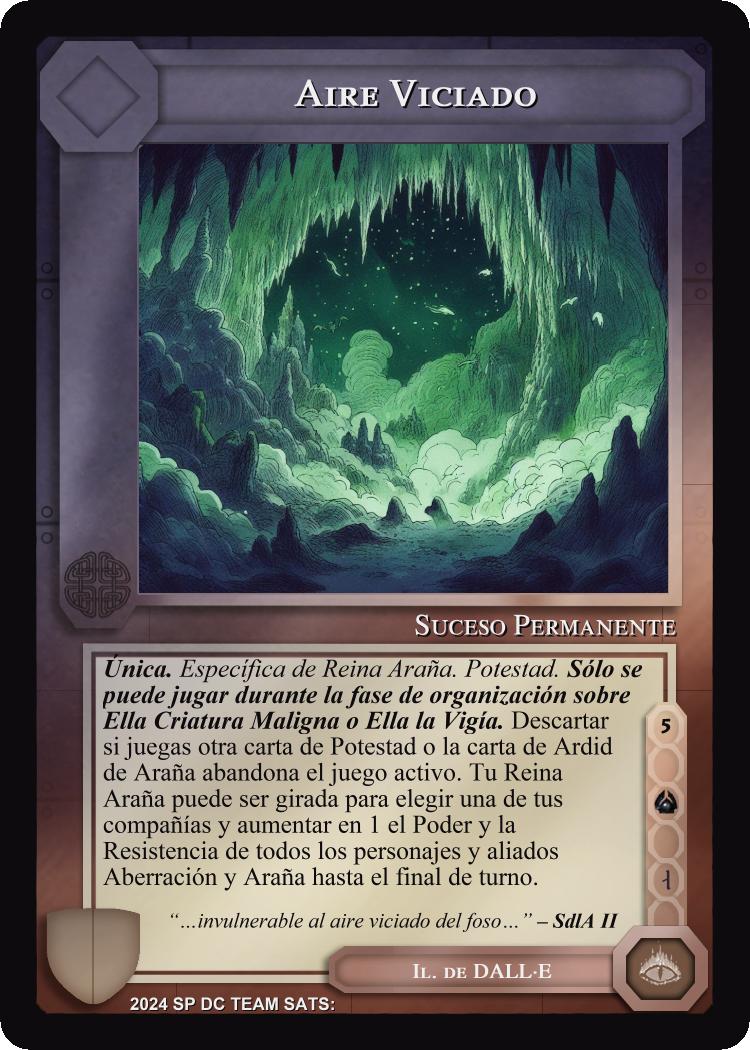 Aire Viciado
Suceso Permanente
Única. Específica de Reina Araña. Potestad. Sólo se
puede jugar durante la fase de organización sobre
Ella Criatura Maligna o Ella la Vigía. Descartar
si juegas otra carta de Potestad o la carta de Ardid
de Araña abandona el juego activo. Tu Reina
Araña puede ser girada para elegir una de tus
compañías y aumentar en 1 el Poder y la
Resistencia de todos los personajes y aliados
Aberración y Araña hasta el final de turno.
5
“...invulnerable al aire viciado del foso...” – SdlA II
Il. de DALL·E
2024 SP DC TEAM SATS: